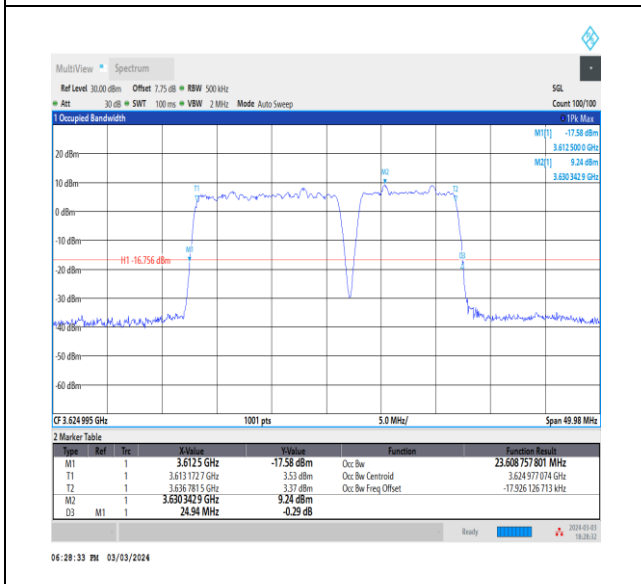 MultiView Spectrum
Ref Level 30.00 dBm Offset 7.75 dB RBW 500 kHz SGL
Att 30 dB SWT 100 ms VBW 2 MHz Mode Auto Sweep Count 100/100
1 Occupied Bandwidth 1Pk Max
M1[1] -17.58 dBm
3.612 500 0 GHz
M2[1] 9.24 dBm
3.630 342 9 GHz
20 dBm
M2
10 dBm
T1 T2
0 dBm
-10 dBm
M1
H1 -16.756 dBm D3
-20 dBm
-30 dBm
-40 dBm
-50 dBm
-60 dBm
CF 3.624 995 GHz 1001 pts 5.0 MHz/ Span 49.98 MHz
2 Marker Table
Type Ref Trc X-Value Y-Value Function Function Result
M1 1 3.612 5 GHz -17.58 dBm Occ Bw 23.608 757 801 MHz
T1 1 3.613 172 7 GHz 3.53 dBm Occ Bw Centroid 3.624 977 074 GHz
T2 1 3.636 781 5 GHz 3.37 dBm Occ Bw Freq Offset -17.926 126 713 kHz
M2 1 3.630 342 9 GHz 9.24 dBm
D3 M1 1 24.94 MHz -0.29 dB
Ready 2024-03-03
18:28:32
06:28:33 PM 03/03/2024